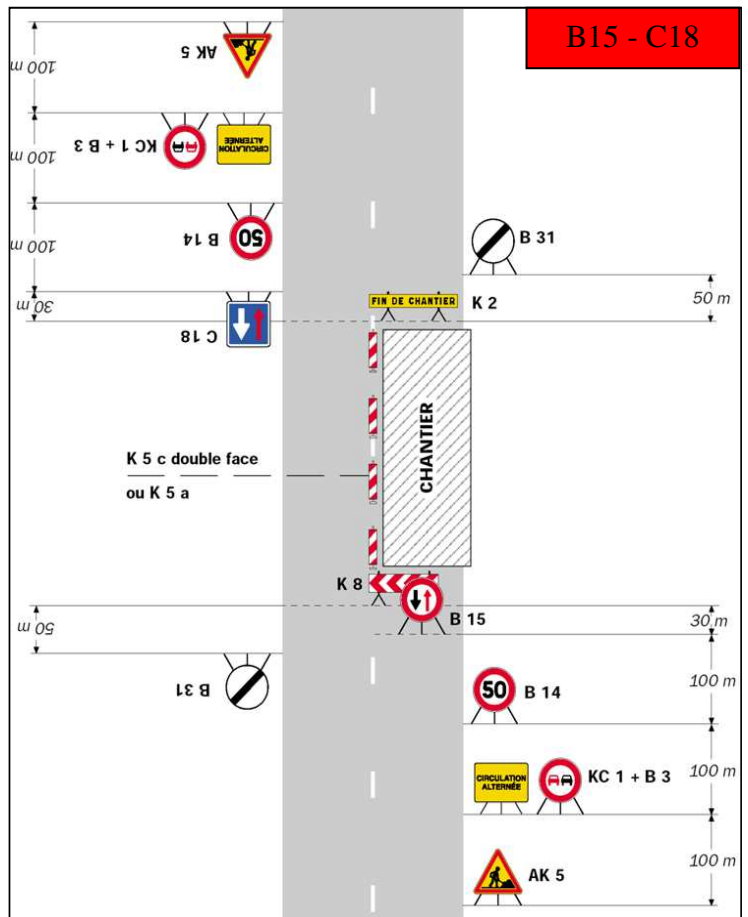 B15 - C18
100 m
AK 5
100 m
KC 1 + B 3
CIRCULATION
ALTERNÉE
100 m
B 14
50
30 m
C 18
B 31
50 m
FIN DE CHANTIER
K 2
K 5 c double face
ou K 5 a
CHANTIER
K 8
B 15
30 m
50 m
B 31
50
B 14
100 m
CIRCULATION
ALTERNÉE
KC 1 + B 3
100 m
AK 5
100 m